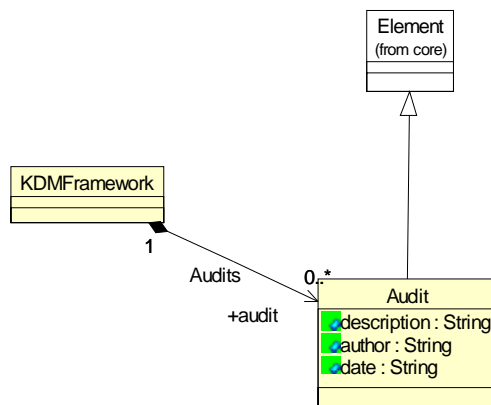 Element
(from core)
KDMFramework
1
Audits
0..*
+audit
Audit
description : String
author : String
date : String